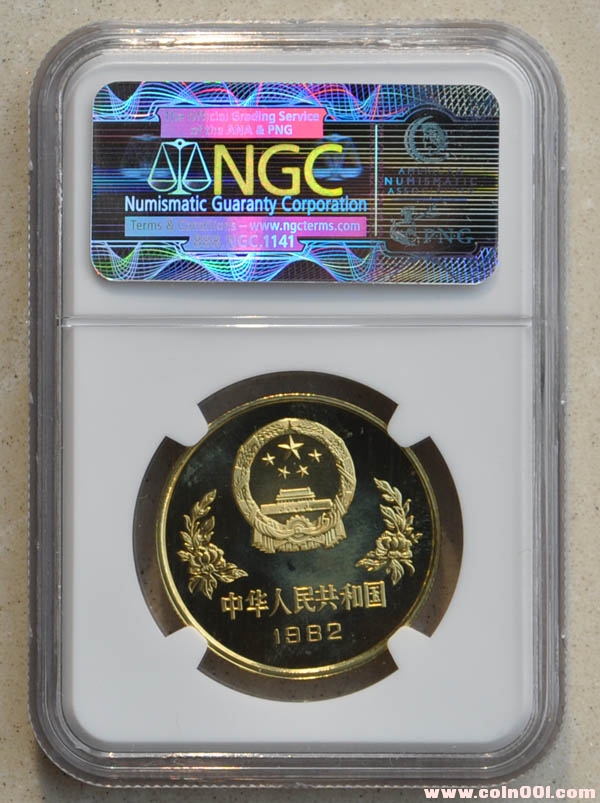 The Official Grading Service
of the ANA & PNG
NGC
Numismatic Guaranty Corporation
Terms & Conditions – www.ngcterms.com
NGC.1141
NUMISMATIC
PNG
中华人民共和国
1982
www.coin001.com